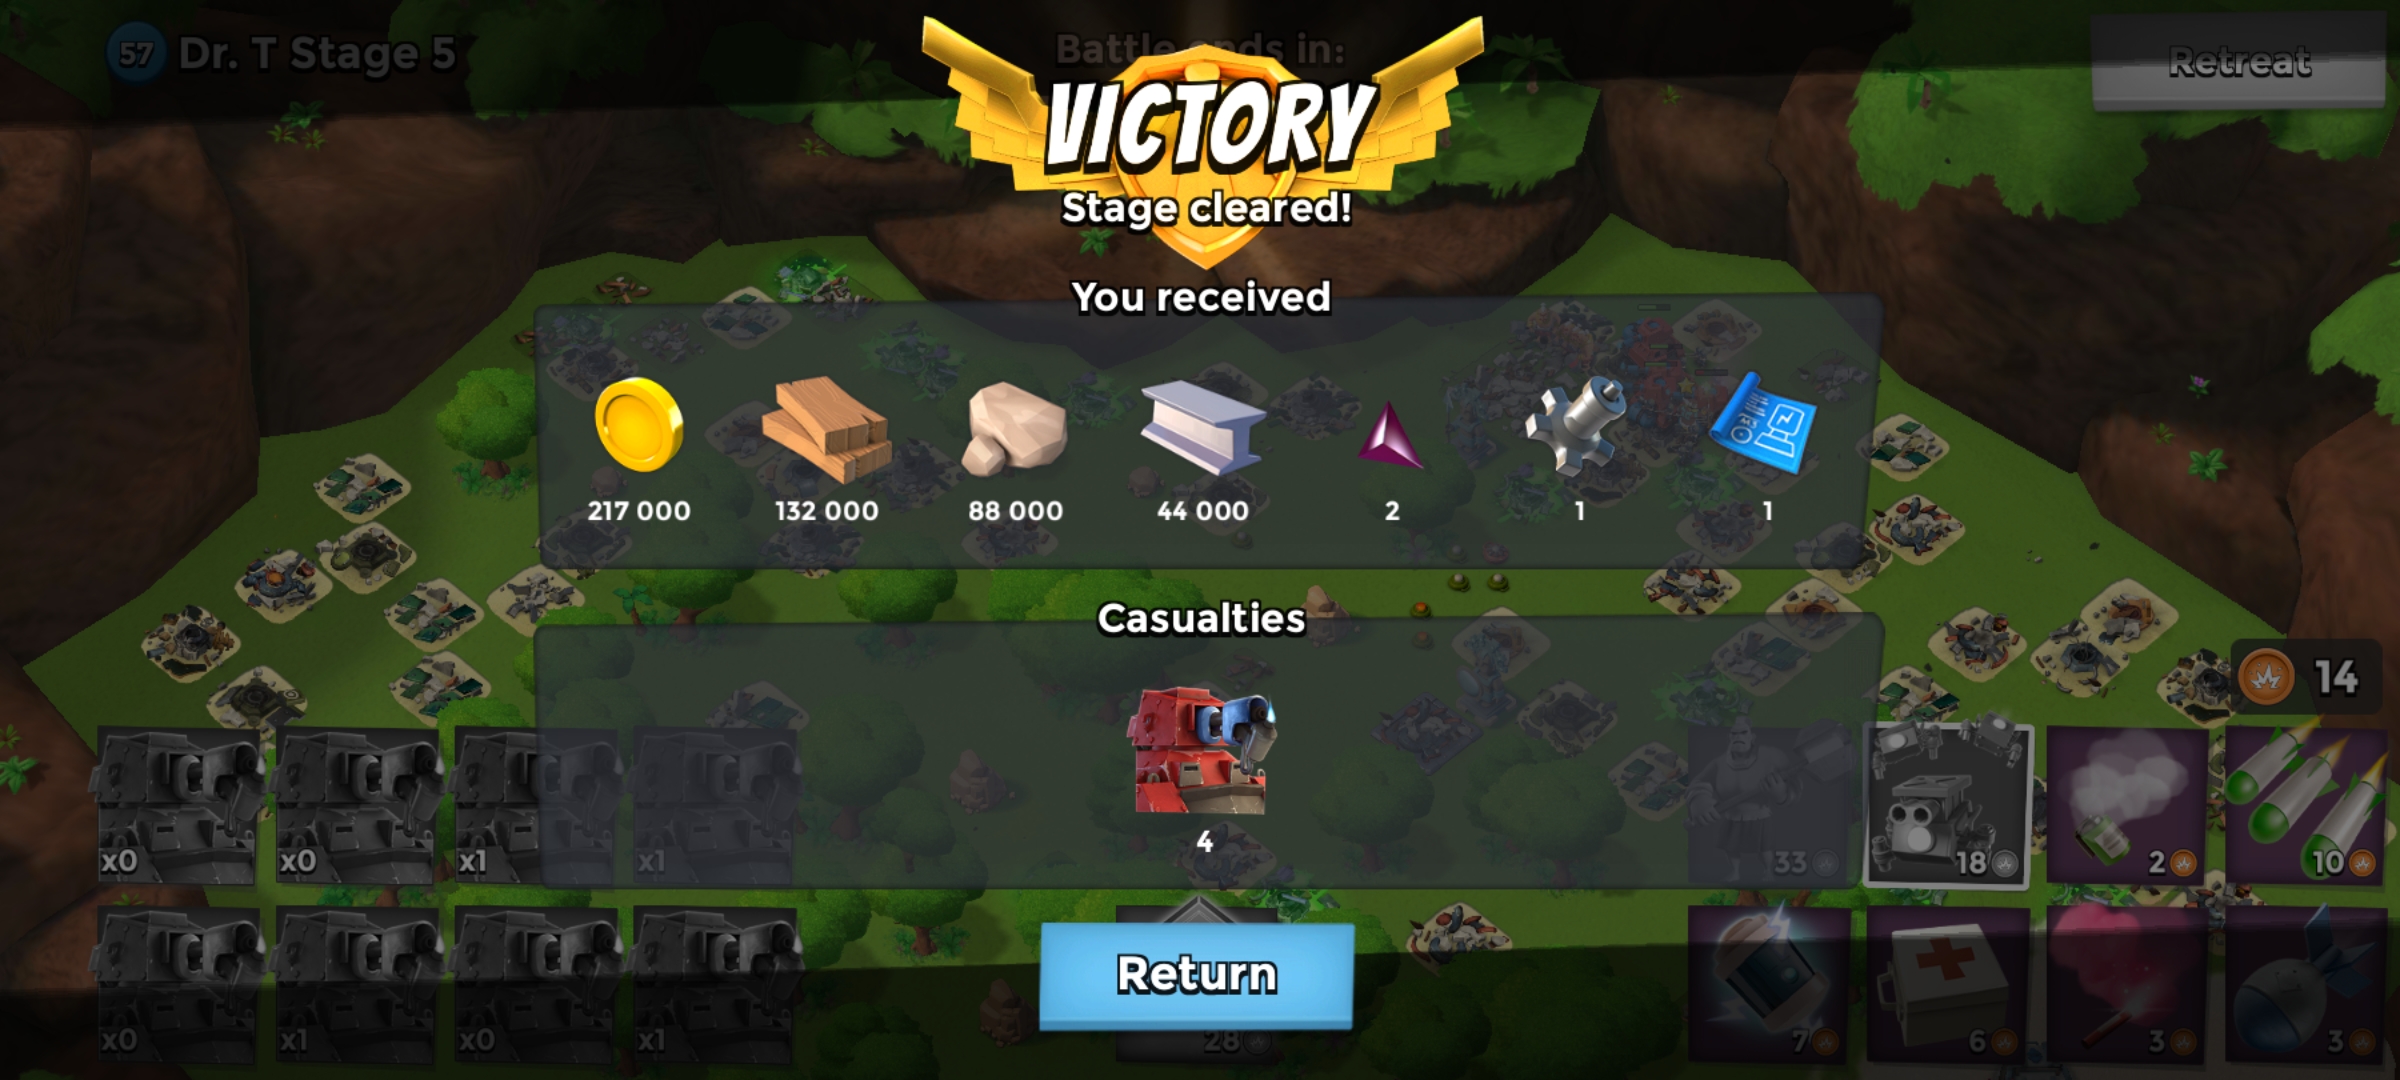 57 Dr. T Stage 5
Battle ends in:
Retreat
VICTORY
Stage cleared!
You received
217 000
132 000
88 000
44 000
2
1
1
Casualties
4
14
x0
x0
x1
x1
33
18
2
10
x0
x1
x0
x1
Return
28
7
6
3
3